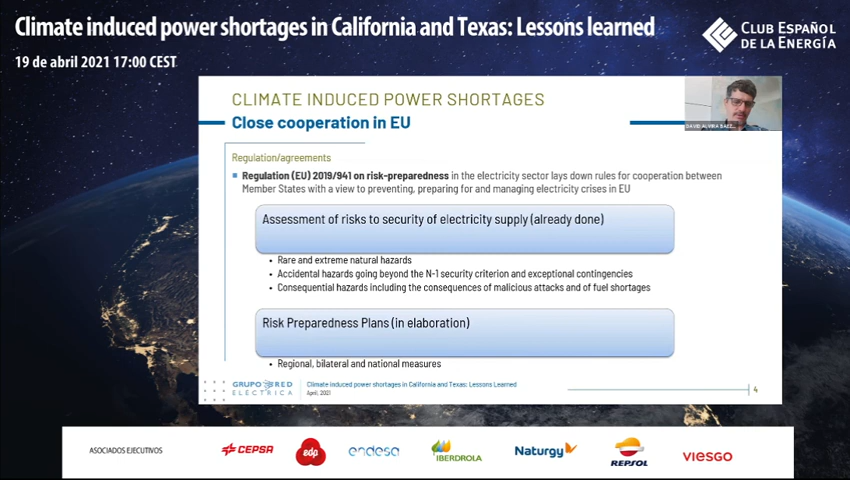 Climate induced power shortages in California and Texas: Lessons learned
CLUB ESPAÑOL
DE LA ENERGÍA
19 de abril 2021 17:00 CEST
CLIMATE INDUCED POWER SHORTAGES
Close cooperation in EU
Regulation/agreements
Regulation (EU) 2019/941 on risk-preparedness in the electricity sector lays down rules for cooperation between
Member States with a view to preventing, preparing for and managing electricity crises in EU
Assessment of risks to security of electricity supply (already done)
• Rare and extreme natural hazards
• Accidental hazards going beyond the N-1 security criterion and exceptional contingencies
• Consequential hazards including the consequences of malicious attacks and of fuel shortages
Risk Preparedness Plans (in elaboration)
• Regional, bilateral and national measures
GRUPO RED
ELÉCTRICA
Climate induced power shortages in California and Texas: Lessons Learned
April, 2021
4
ASOCIADOS EJECUTIVOS
CEPSA
edp
endesa
IBERDROLA
Naturgy
REPSOL
viesgo